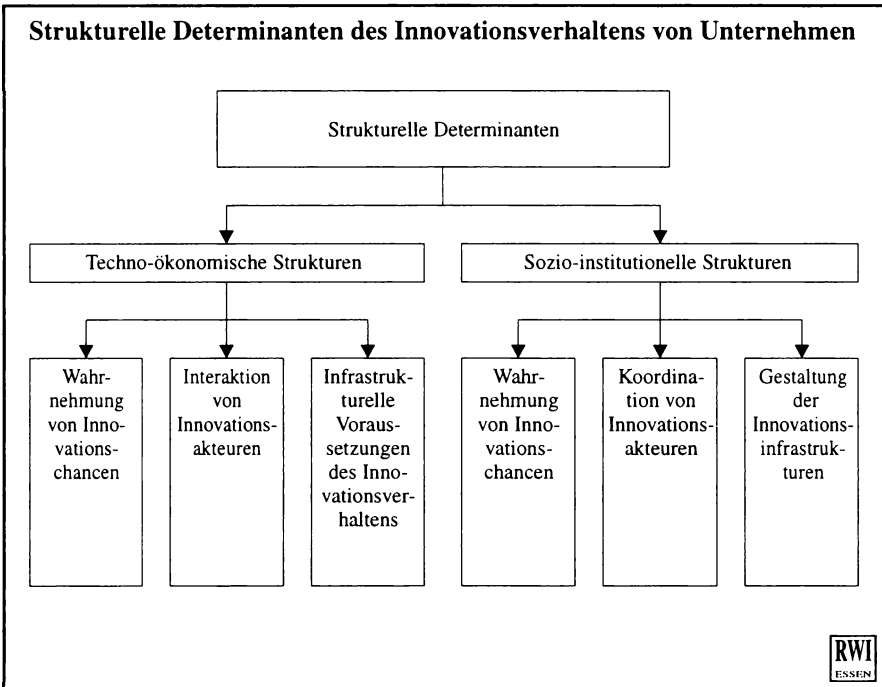 Strukturelle Determinanten des Innovationsverhaltens von Unternehmen
Strukturelle Determinanten
Techno-ökonomische Strukturen
Sozio-institutionelle Strukturen
Wahr-
nehmung
von Inno-
vations-
chancen
Interaktion
von
Innovations-
akteuren
Infrastruk-
turelle
Voraus-
setzungen
des Inno-
vationsver-
haltens
Wahr-
nehmung
von Inno-
vations-
chancen
Koordina-
tion von
Innovations-
akteuren
Gestaltung
der
Innovations-
infrastruk-
turen
RWI
ESSEN